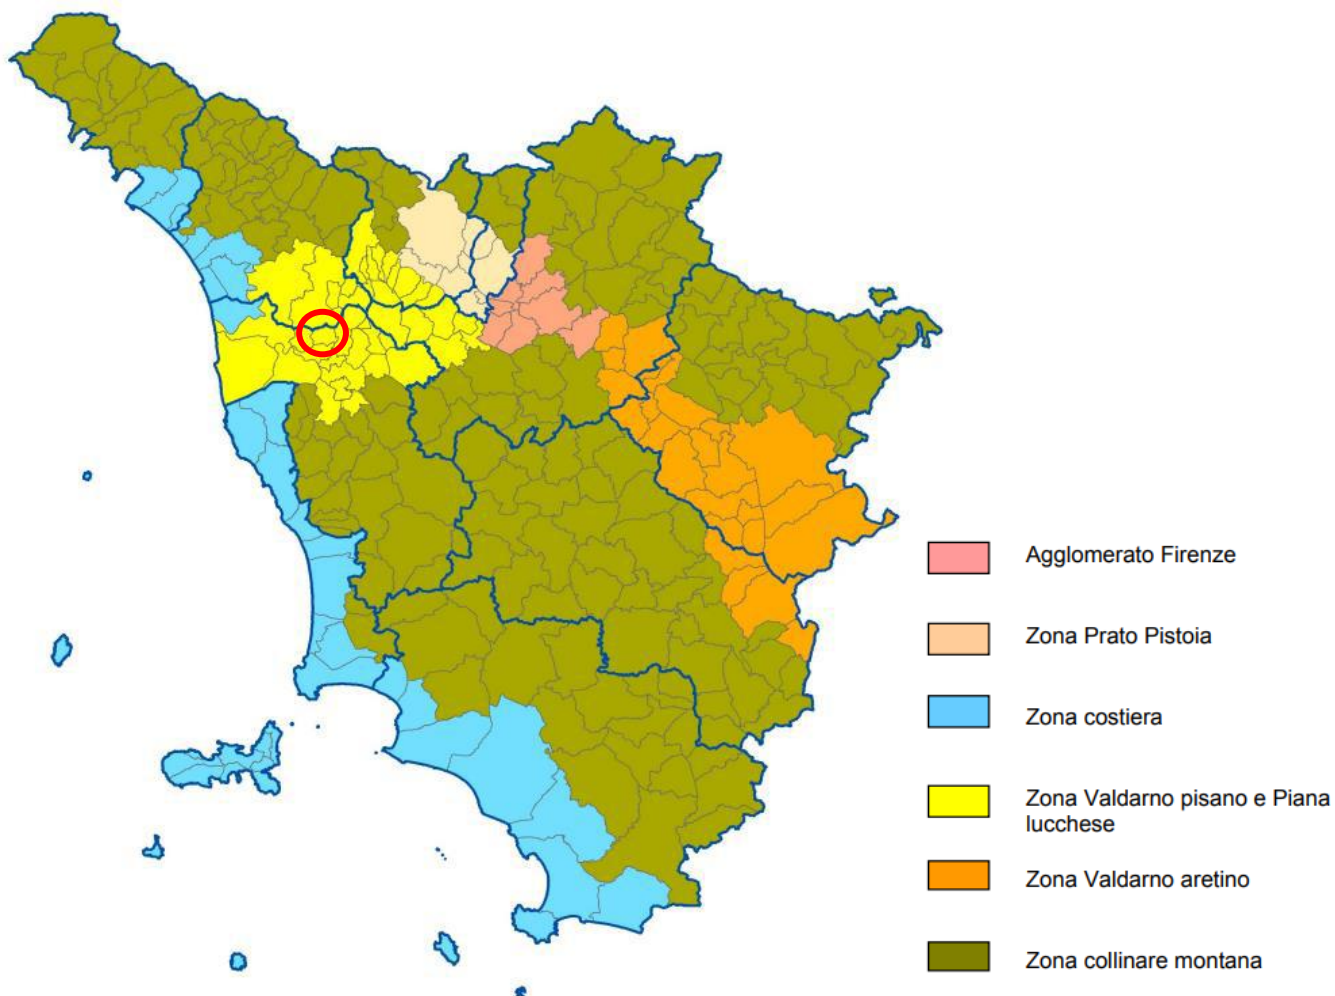 Agglomerato Firenze
Zona Prato Pistoia
Zona costiera
Zona Valdarno pisano e Piana
lucchese
Zona Valdarno aretino
Zona collinare montana